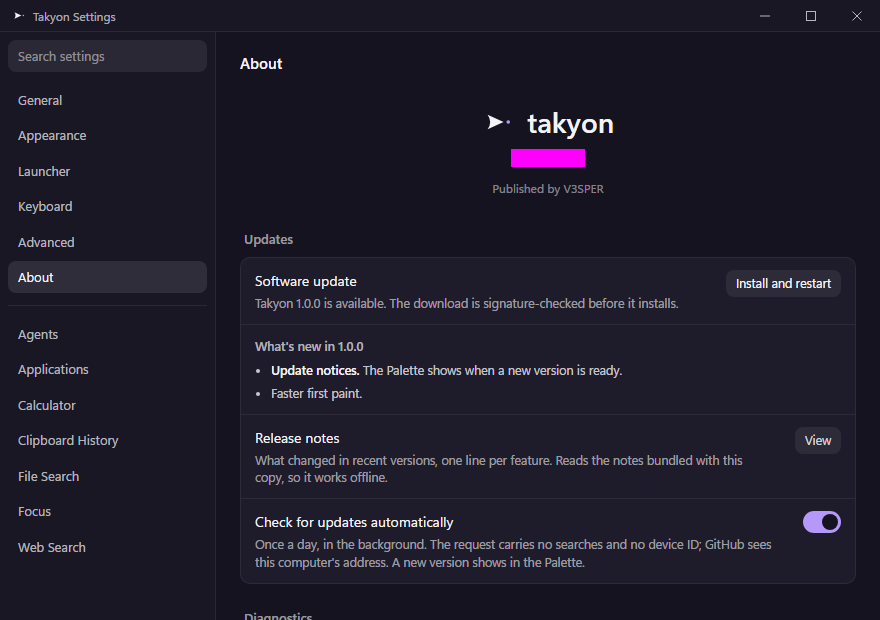 Takyon Settings
Search settings
General
Appearance
Launcher
Keyboard
Advanced
About
Agents
Applications
Calculator
Clipboard History
File Search
Focus
Web Search
About
takyon
Published by V3SPER
Updates
Software update
Takyon 1.0.0 is available. The download is signature-checked before it installs.
Install and restart
What's new in 1.0.0
• Update notices. The Palette shows when a new version is ready.
• Faster first paint.
Release notes
What changed in recent versions, one line per feature. Reads the notes bundled with this
copy, so it works offline.
View
Check for updates automatically
Once a day, in the background. The request carries no searches and no device ID; GitHub sees
this computer's address. A new version shows in the Palette.
Diagnostics